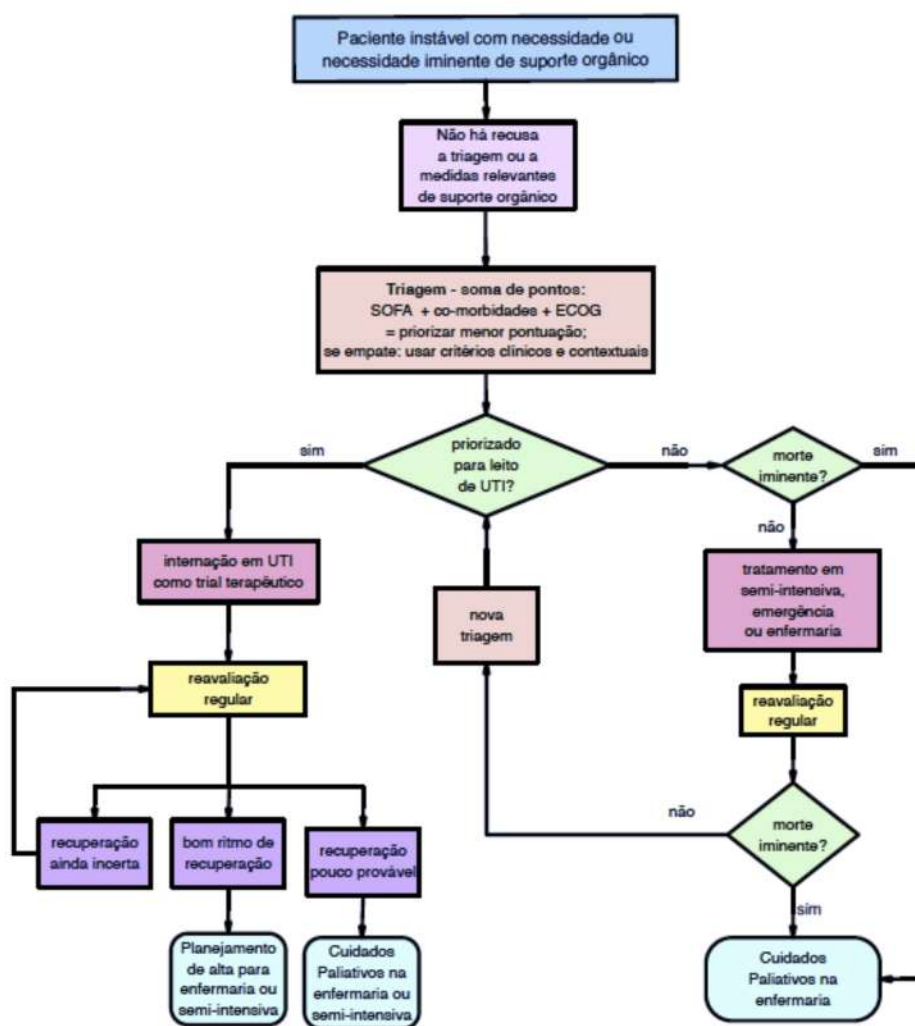 Paciente instável com necessidade ou
necessidade iminente de suporte orgânico
Não há recusa
a triagem ou a
medidas relevantes
de suporte orgânico
Triagem - soma de pontos:
SOFA + co-morbidades + ECOG
= priorizar menor pontuação;
se empate: usar critérios clínicos e contextuais
sim
priorizado
para leito
de UTI?
não
morte
iminente?
sim
não
internação em UTI
como trial terapêutico
nova
triagem
tratamento em
semi-intensiva,
emergência
ou enfermaria
reavaliação
regular
reavaliação
regular
não
morte
iminente?
sim
recuperação
ainda incerta
bom ritmo de
recuperação
recuperação
pouco provável
Planejamento
de alta para
enfermaria ou
semi-intensiva
Cuidados
Paliativos na
enfermaria ou
semi-intensiva
Cuidados
Paliativos na
enfermaria